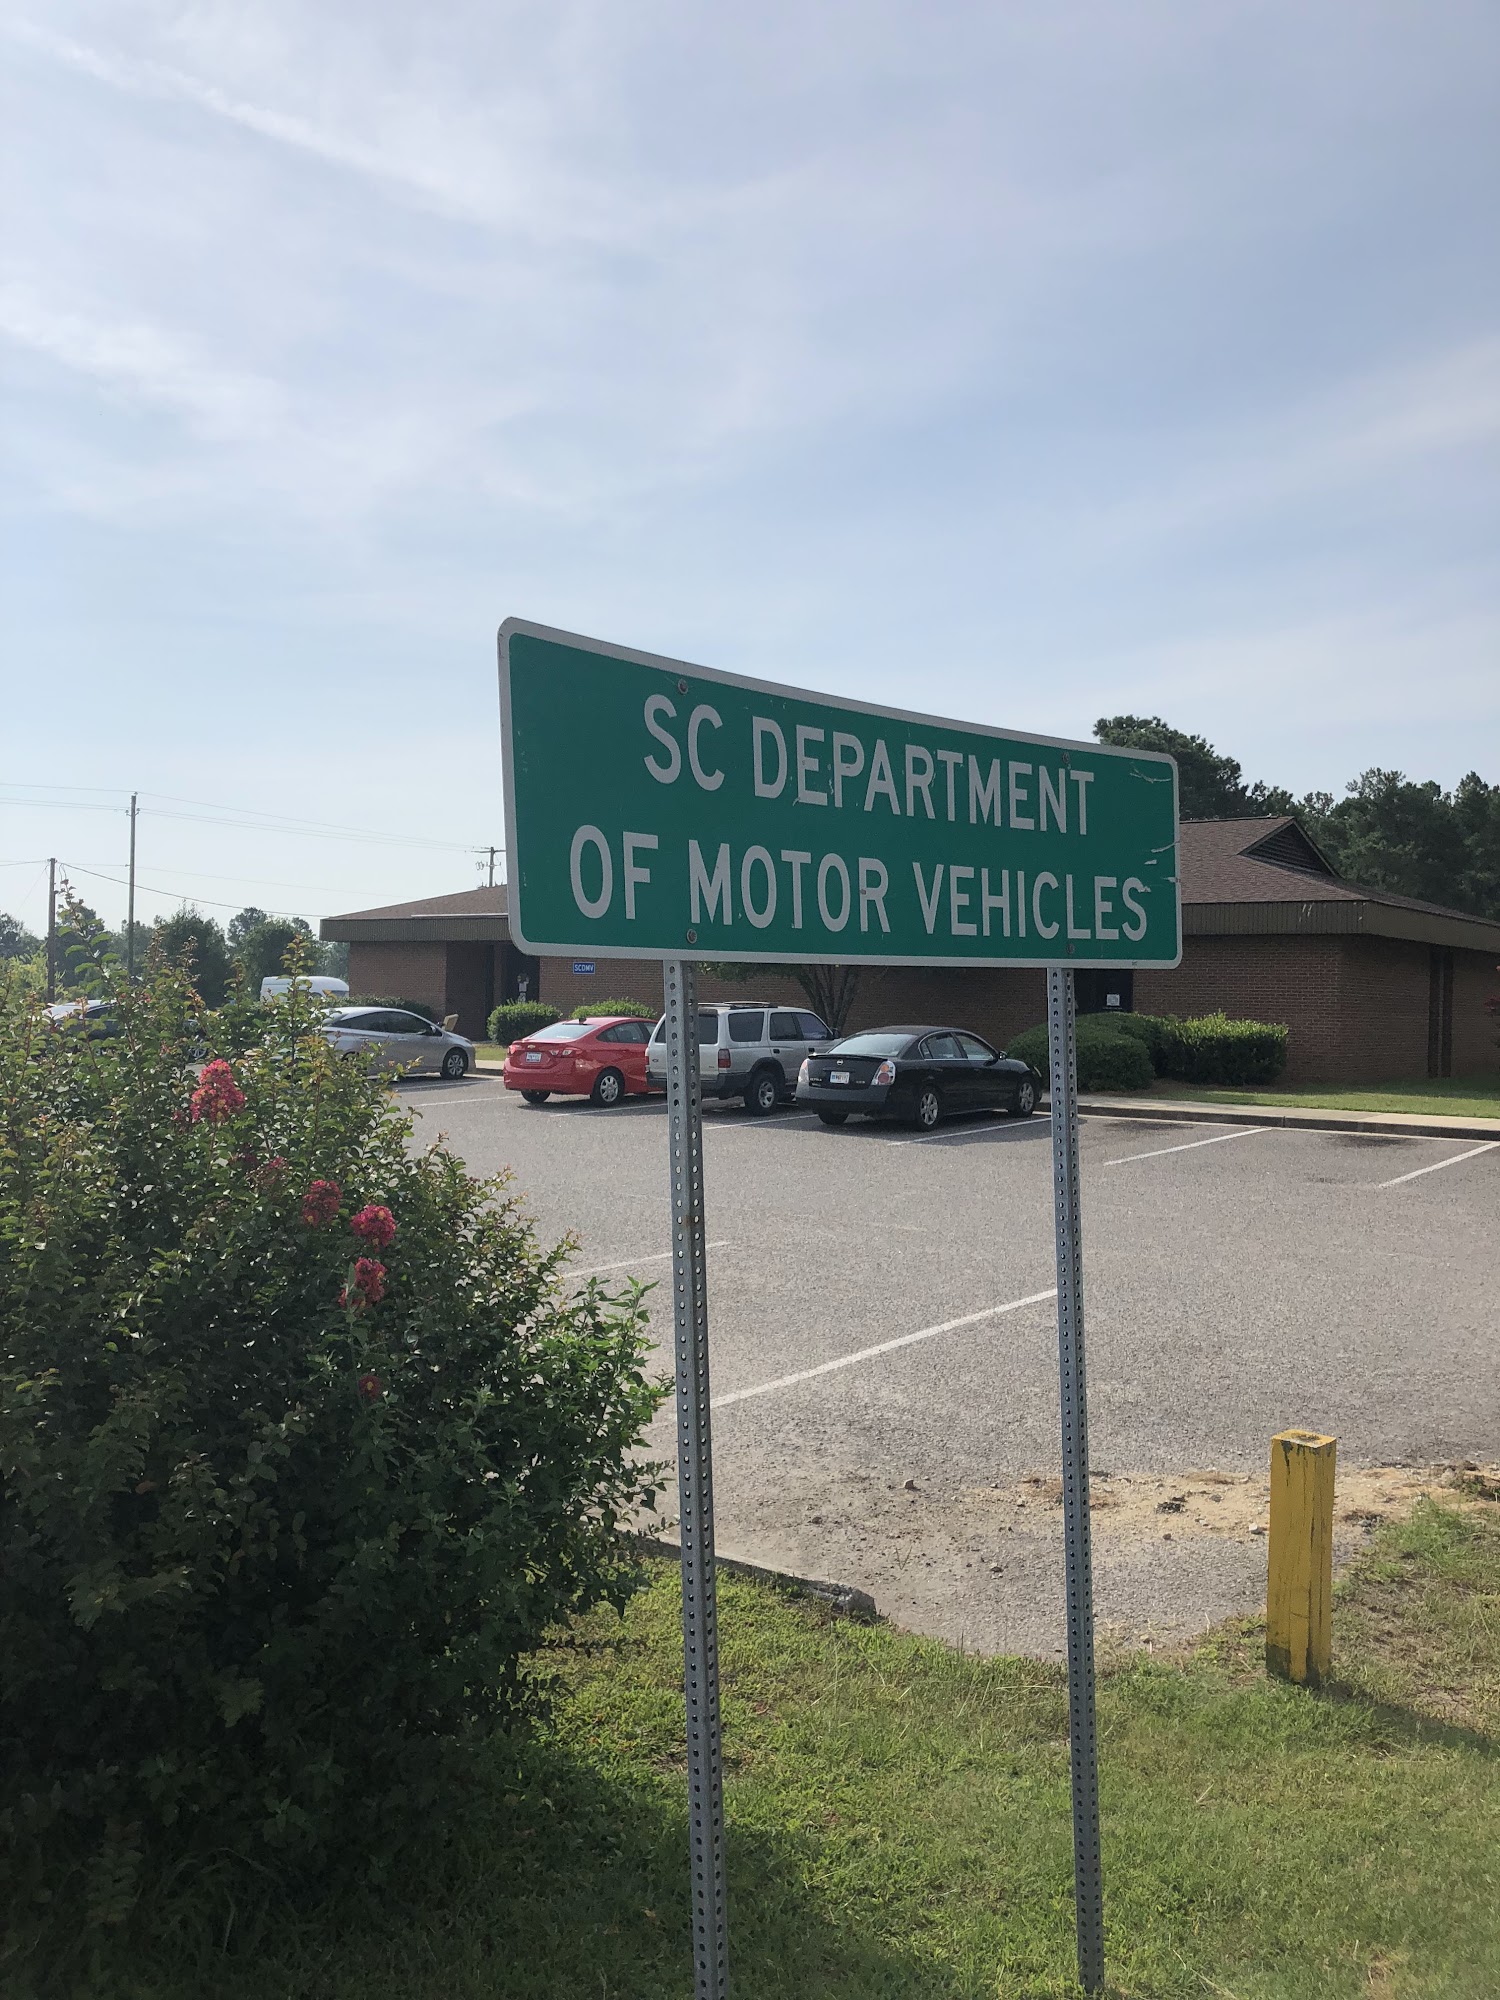 SC DEPARTMENT
OF MOTOR VEHICLES
SCDMV